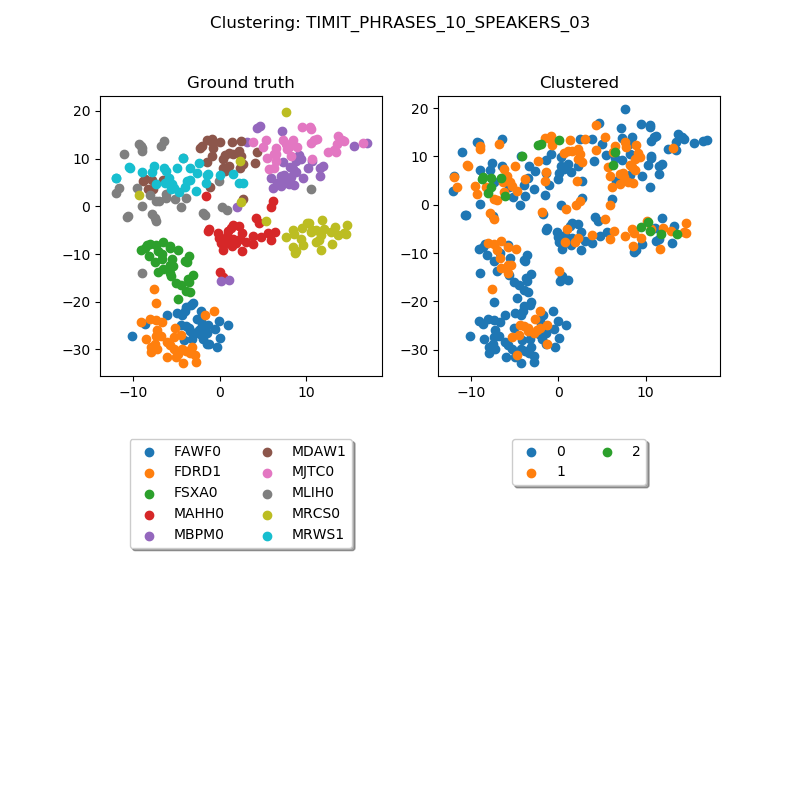 Clustering: TIMIT_PHRASES_10_SPEAKERS_03
Ground truth
20
10
0
−10
−20
−30
−10
0
10
Clustered
20
10
0
−10
−20
−30
−10
0
10
FAWF0
FDRD1
FSXA0
MAHH0
MBPM0
MDAW1
MJTC0
MLIH0
MRCS0
MRWS1
0
1
2